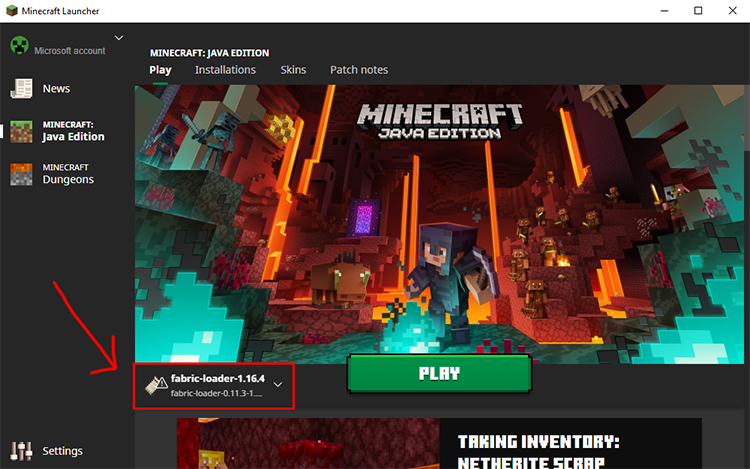 Minecraft Launcher
Microsoft account
News
MINECRAFT:
Java Edition
MINECRAFT
Dungeons
Settings
MINECRAFT: JAVA EDITION
Play Installations Skins Patch notes
MINECRAFT
JAVA EDITION
fabric-loader-1.16.4
fabric-loader-0.11.3-1....
PLAY
TAKING INVENTORY:
NETHERITE SCRAP